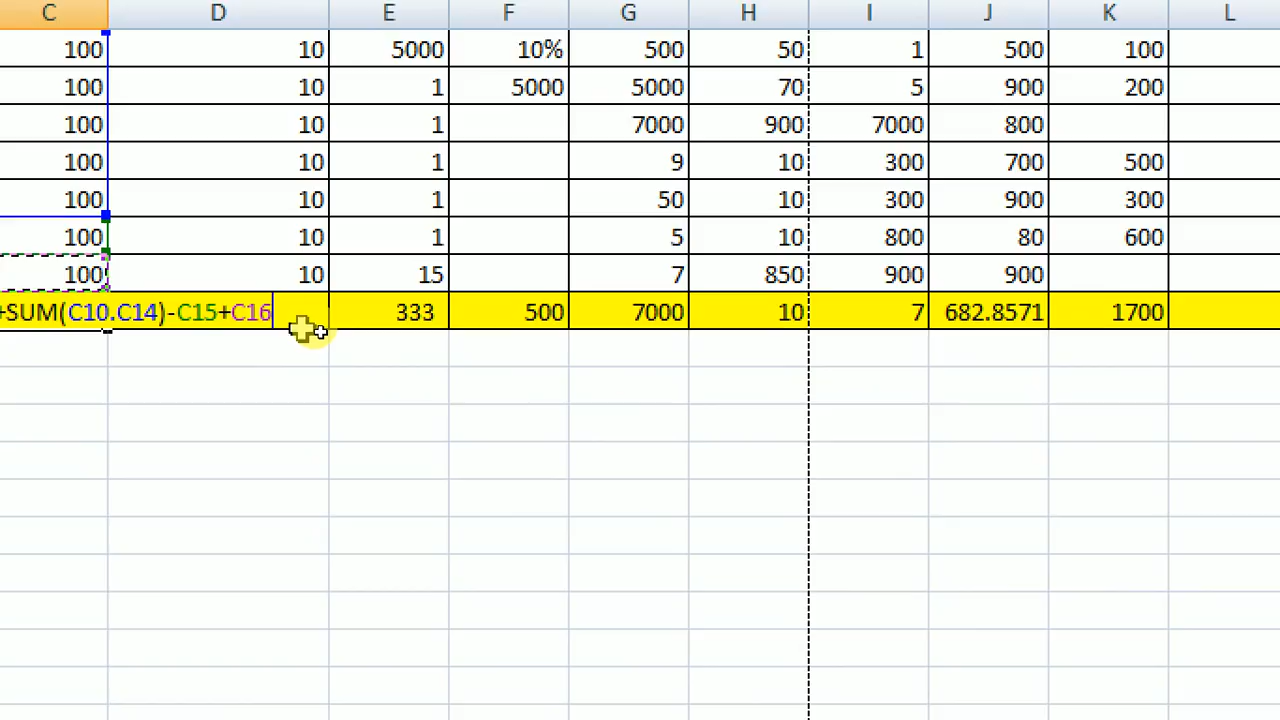 C D E F G H I J K L
100 10 5000 10% 500 50 1 500 100
100 10 1 5000 5000 70 5 900 200
100 10 1 7000 900 7000 800
100 10 1 9 10 300 700 500
100 10 1 50 10 300 900 300
100 10 1 5 10 800 80 600
100 10 15 7 850 900 900
+SUM(C10.C14)-C15+C16 333 500 7000 10 7 682.8571 1700